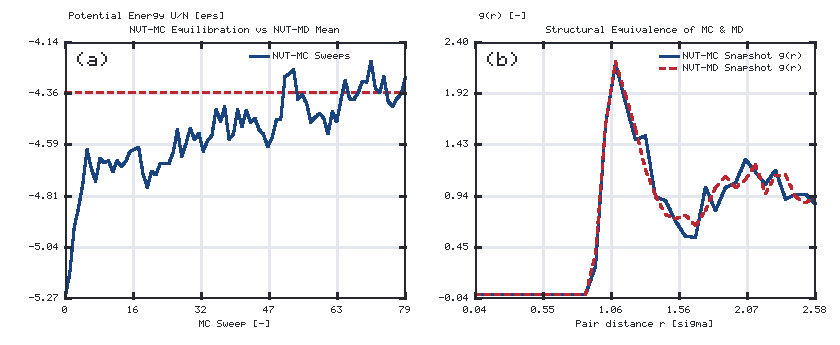 Potential Energy U/N [eps]
NVT-MC Equilibration vs NVT-MD Mean
(a)
NVT-MC Sweeps
-4.14
-4.36
-4.59
-4.81
-5.04
-5.27
0
16
32
47
63
79
MC Sweep [-]
g(r) [-]
Structural Equivalence of MC & MD
(b)
NVT-MC Snapshot g(r)
NVT-MD Snapshot g(r)
2.40
1.92
1.43
0.94
0.45
-0.04
0.04
0.55
1.06
1.56
2.07
2.58
Pair distance r [sigma]